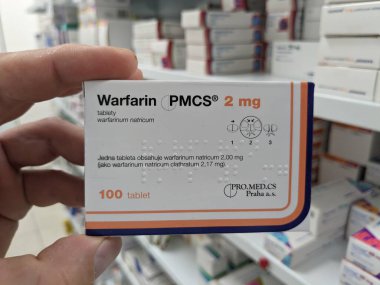 Warfarin PMCS® 2 mg
tablety
warfarinum natricum
1 2 3
Jedna tableta obsahuje warfarinum natricum 2,00 mg
(jako warfarinum natricum clathratum 2,17 mg)
100 tablet
PRO.MED.CS
Praha a. s.